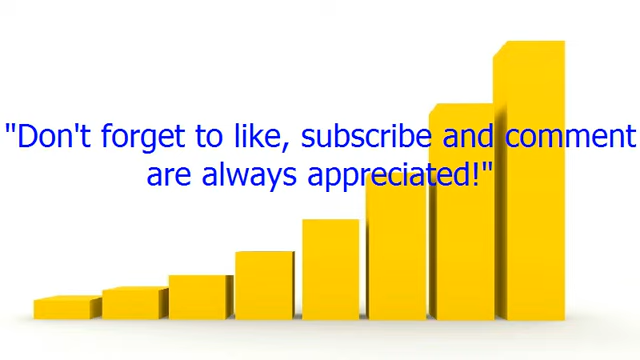 "Don't forget to like, subscribe and comment
are always appreciated!"